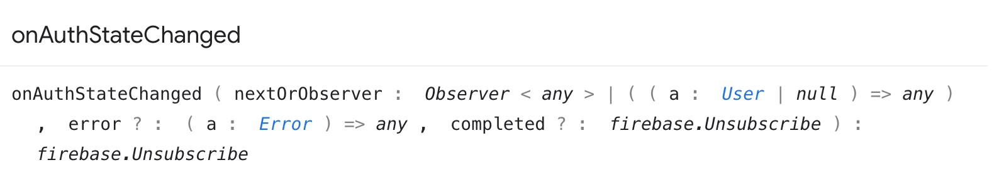 onAuthStateChanged
onAuthStateChanged ( nextOrObserver : Observer < any > | ( ( a : User | null ) => any )
, error ? : ( a : Error ) => any , completed ? : firebase.Unsubscribe ) :
firebase.Unsubscribe